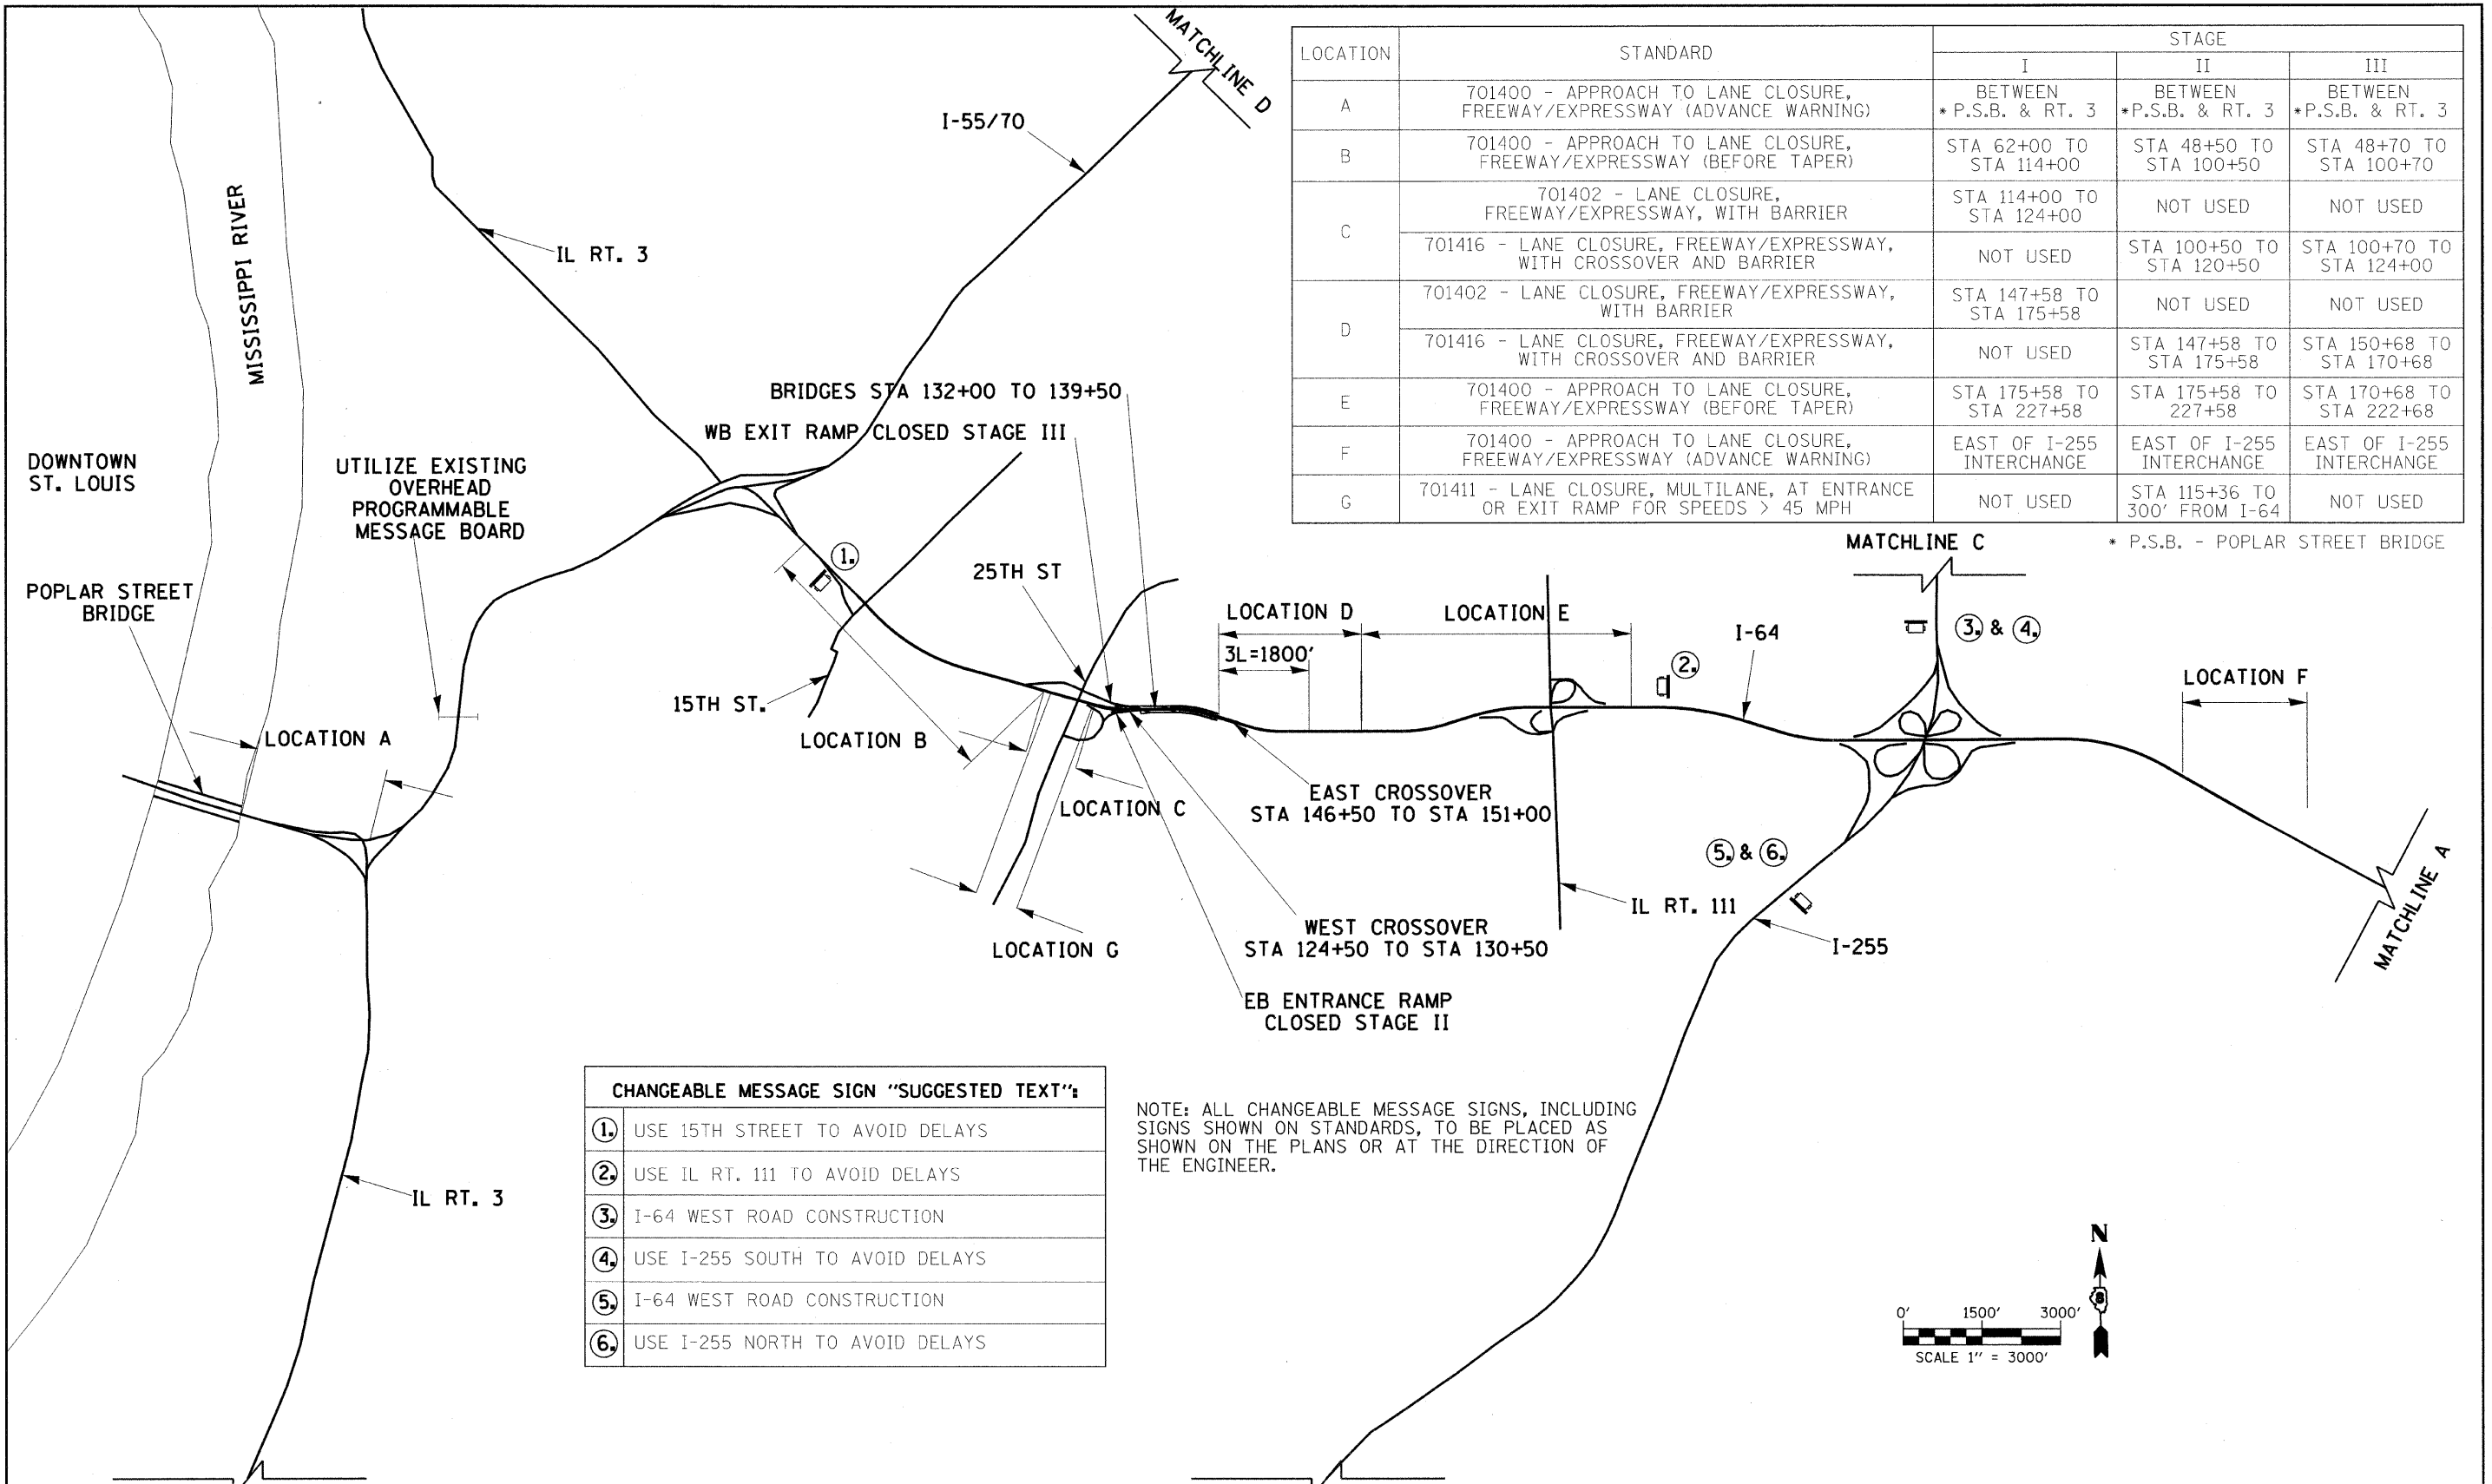 MATCHLINE D
I-55/70
IL RT. 3
MISSISSIPPI RIVER
BRIDGES STA 132+00 TO 139+50
WB EXIT RAMP CLOSED STAGE III
DOWNTOWN
ST. LOUIS
UTILIZE EXISTING
OVERHEAD
PROGRAMMABLE
MESSAGE BOARD
POPLAR STREET
BRIDGE
LOCATION A
1.
25TH ST
15TH ST.
LOCATION B
LOCATION C
LOCATION G
LOCATION D
3L=1800'
LOCATION E
2.
I-64
MATCHLINE C
3. & 4.
LOCATION F
EAST CROSSOVER
STA 146+50 TO STA 151+00
WEST CROSSOVER
STA 124+50 TO STA 130+50
EB ENTRANCE RAMP
CLOSED STAGE II
5. & 6.
IL RT. 111
I-255
MATCHLINE A
IL RT. 3
LOCATION STANDARD STAGE
I II III
A 701400 - APPROACH TO LANE CLOSURE, BETWEEN BETWEEN BETWEEN
FREEWAY/EXPRESSWAY (ADVANCE WARNING) * P.S.B. & RT. 3 *P.S.B. & RT. 3 *P.S.B. & RT. 3
B 701400 - APPROACH TO LANE CLOSURE, STA 62+00 TO STA 48+50 TO STA 48+70 TO
FREEWAY/EXPRESSWAY (BEFORE TAPER) STA 114+00 STA 100+50 STA 100+70
C 701402 - LANE CLOSURE, STA 114+00 TO NOT USED NOT USED
FREEWAY/EXPRESSWAY, WITH BARRIER STA 124+00
701416 - LANE CLOSURE, FREEWAY/EXPRESSWAY, NOT USED STA 100+50 TO STA 100+70 TO
WITH CROSSOVER AND BARRIER STA 120+50 STA 124+00
D 701402 - LANE CLOSURE, FREEWAY/EXPRESSWAY, STA 147+58 TO NOT USED NOT USED
WITH BARRIER STA 175+58
701416 - LANE CLOSURE, FREEWAY/EXPRESSWAY, NOT USED STA 147+58 TO STA 150+68 TO
WITH CROSSOVER AND BARRIER STA 175+58 STA 170+68
E 701400 - APPROACH TO LANE CLOSURE, STA 175+58 TO STA 175+58 TO STA 170+68 TO
FREEWAY/EXPRESSWAY (BEFORE TAPER) STA 227+58 227+58 STA 222+68
F 701400 - APPROACH TO LANE CLOSURE, EAST OF I-255 EAST OF I-255 EAST OF I-255
FREEWAY/EXPRESSWAY (ADVANCE WARNING) INTERCHANGE INTERCHANGE INTERCHANGE
G 701411 - LANE CLOSURE, MULTILANE, AT ENTRANCE NOT USED STA 115+36 TO NOT USED
OR EXIT RAMP FOR SPEEDS > 45 MPH 300' FROM I-64
* P.S.B. - POPLAR STREET BRIDGE
CHANGEABLE MESSAGE SIGN "SUGGESTED TEXT":
1. USE 15TH STREET TO AVOID DELAYS
2. USE IL RT. 111 TO AVOID DELAYS
3. I-64 WEST ROAD CONSTRUCTION
4. USE I-255 SOUTH TO AVOID DELAYS
5. I-64 WEST ROAD CONSTRUCTION
6. USE I-255 NORTH TO AVOID DELAYS
NOTE: ALL CHANGEABLE MESSAGE SIGNS, INCLUDING
SIGNS SHOWN ON STANDARDS, TO BE PLACED AS
SHOWN ON THE PLANS OR AT THE DIRECTION OF
THE ENGINEER.
N
8
0' 1500' 3000'
SCALE 1" = 3000'